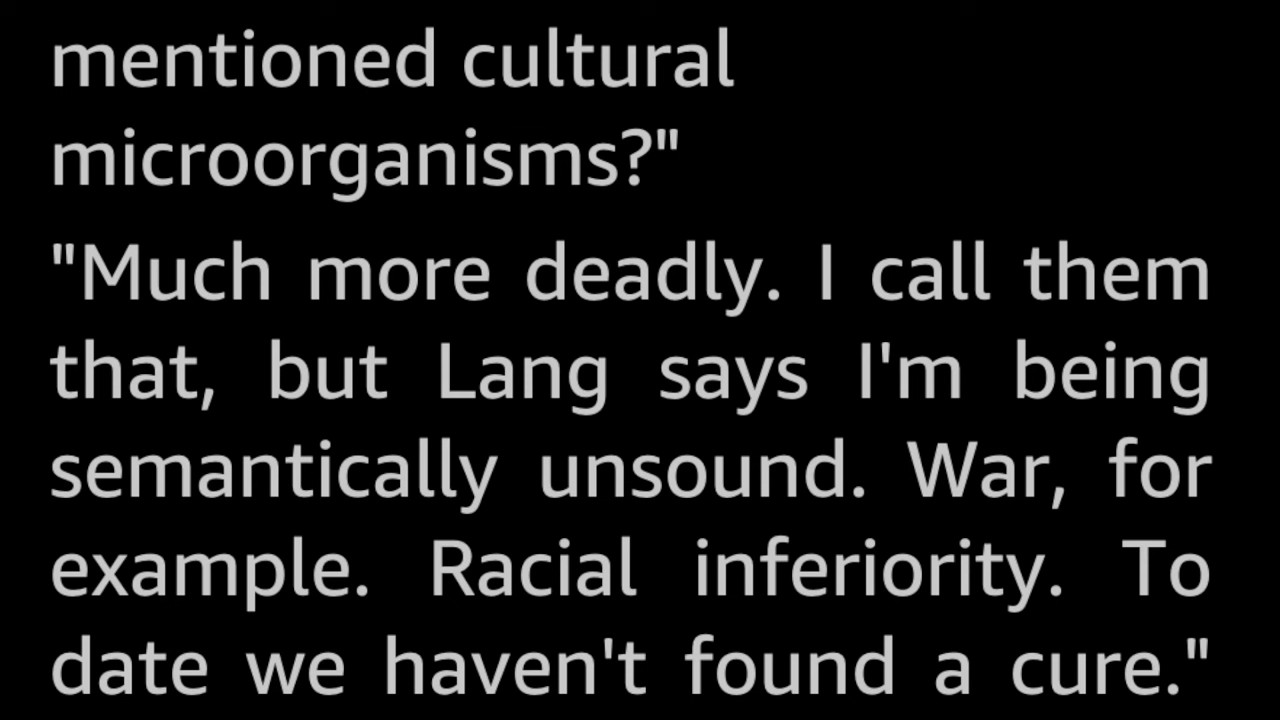 mentioned cultural
microorganisms?"
"Much more deadly. I call them
that, but Lang says I'm being
semantically unsound. War, for
example. Racial inferiority. To
date we haven't found a cure."